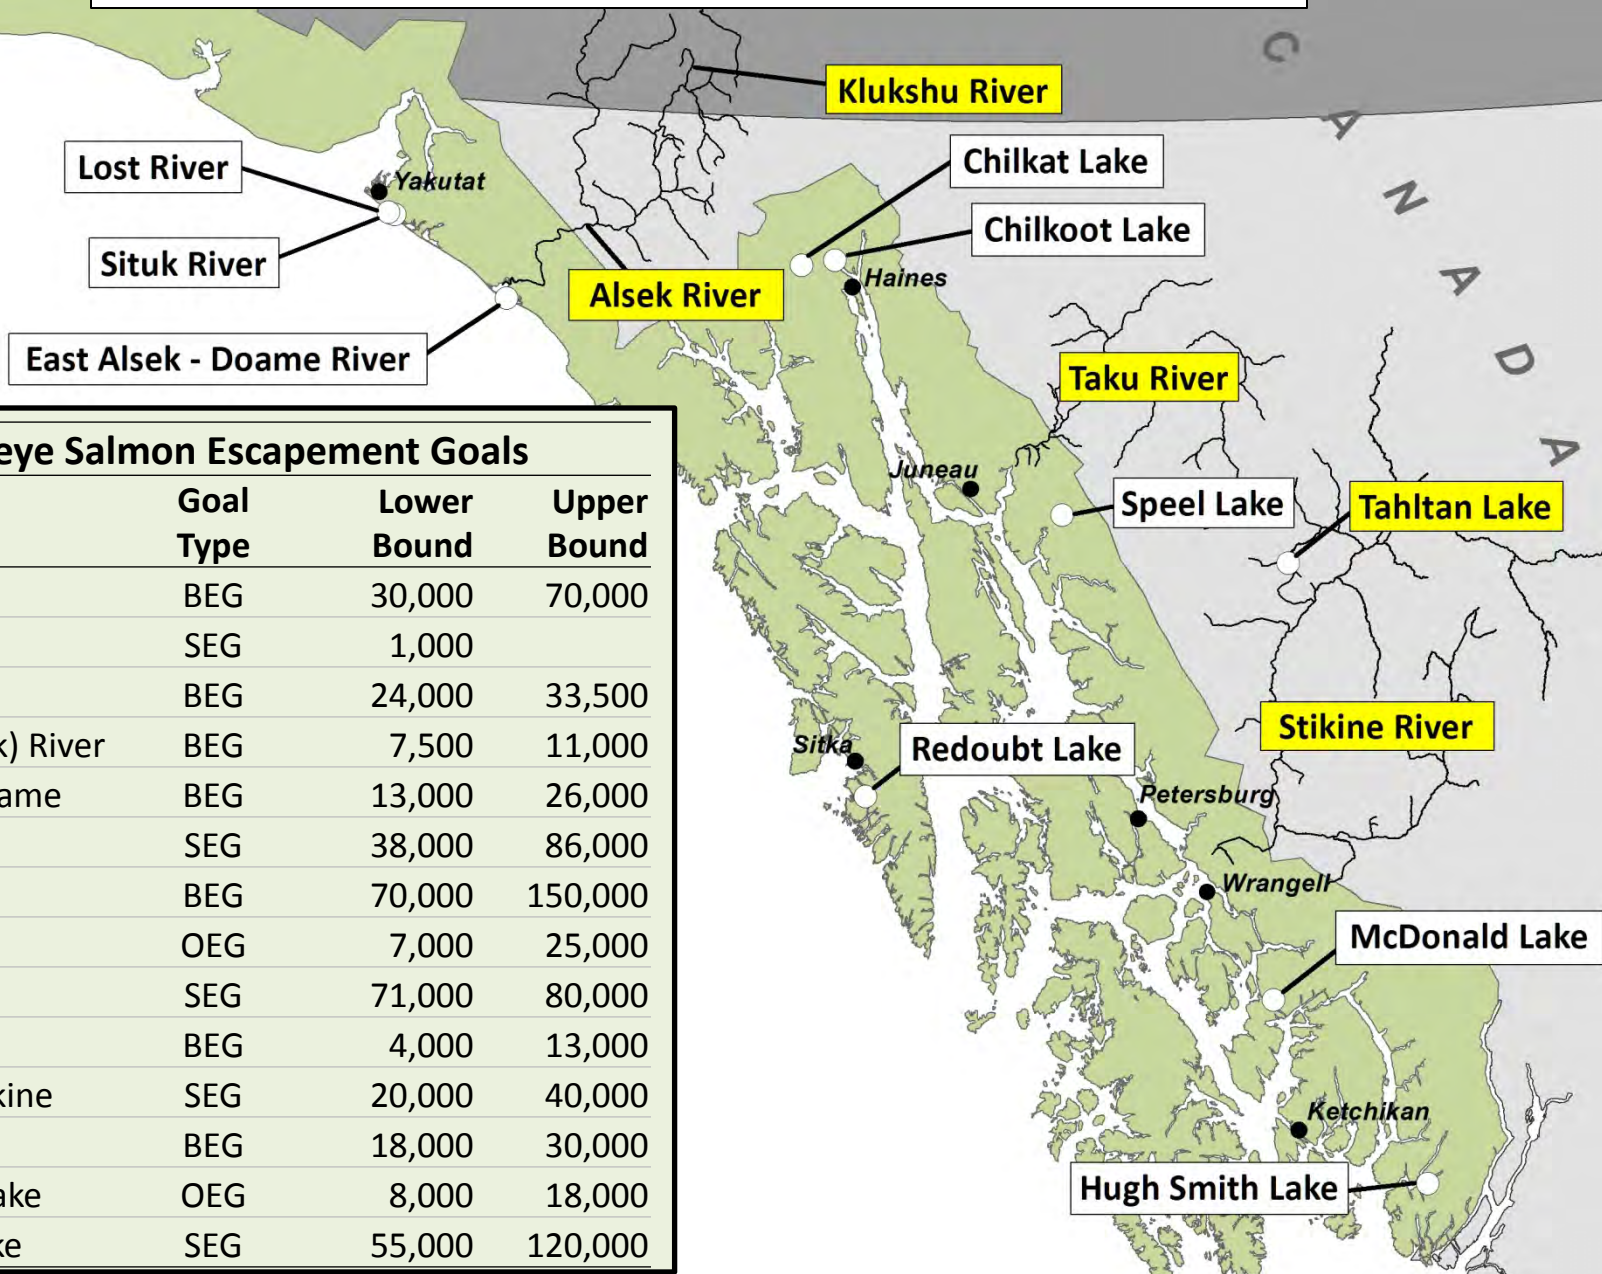 C A N A D A
Klukshu River
Lost River
Yakutat
Chilkat Lake
Situk River
Chilkoot Lake
Haines
Alsek River
East Alsek - Doame River
Taku River
Juneau
Speel Lake
Tahltan Lake
Stikine River
Sitka
Redoubt Lake
Petersburg
Wrangell
McDonald Lake
Ketchikan
Hugh Smith Lake
eye Salmon Escapement Goals
Goal Type Lower Bound Upper Bound
BEG 30,000 70,000
SEG 1,000
BEG 24,000 33,500
k) River BEG 7,500 11,000
ame BEG 13,000 26,000
SEG 38,000 86,000
BEG 70,000 150,000
OEG 7,000 25,000
SEG 71,000 80,000
BEG 4,000 13,000
kine SEG 20,000 40,000
BEG 18,000 30,000
ake OEG 8,000 18,000
ke SEG 55,000 120,000